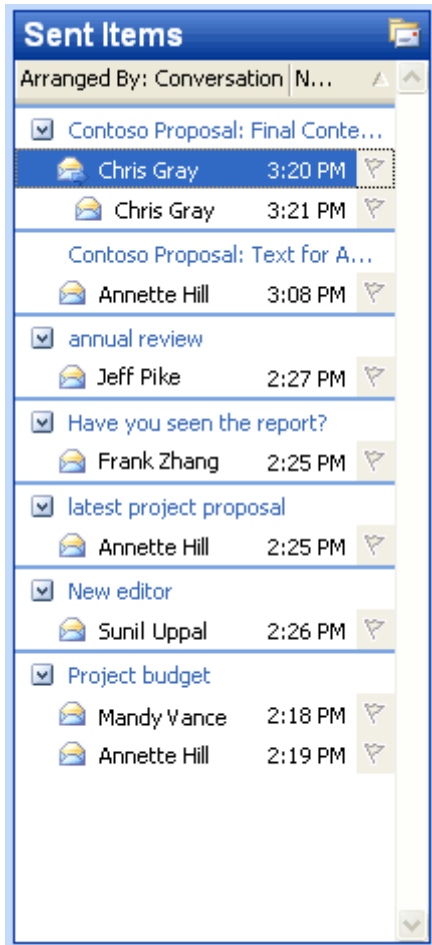 Sent Items
Arranged By: Conversation N...
Contoso Proposal: Final Conte...
Chris Gray 3:20 PM
Chris Gray 3:21 PM
Contoso Proposal: Text for A...
Annette Hill 3:08 PM
annual review
Jeff Pike 2:27 PM
Have you seen the report?
Frank Zhang 2:25 PM
latest project proposal
Annette Hill 2:25 PM
New editor
Sunil Uppal 2:26 PM
Project budget
Mandy Vance 2:18 PM
Annette Hill 2:19 PM